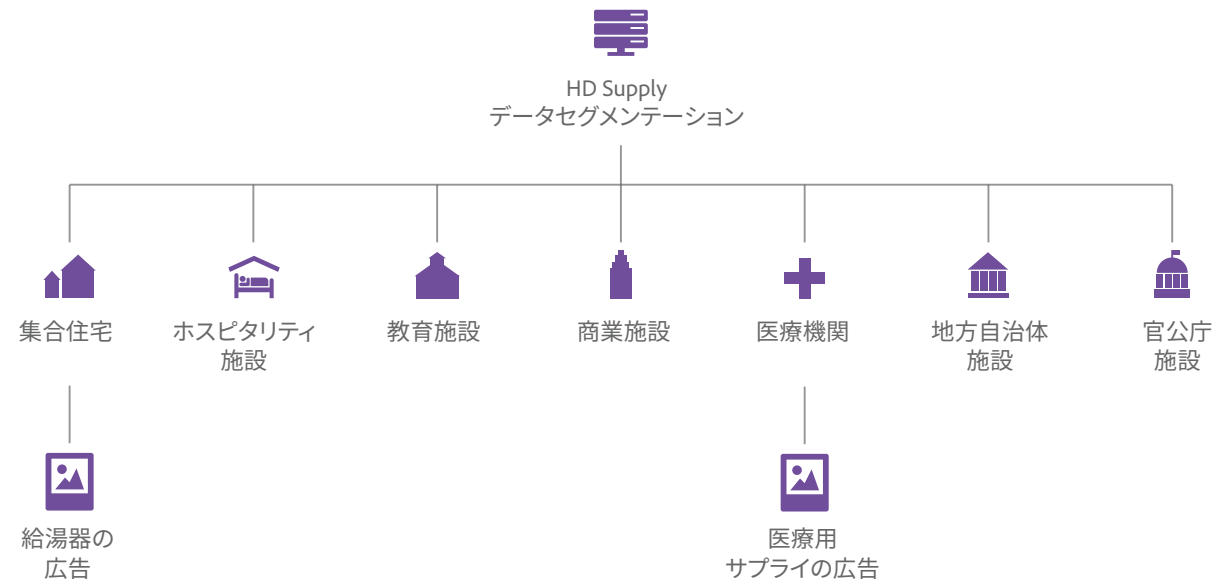 HD Supply
データセグメンテーション
集合住宅
ホスピタリティ
施設
教育施設
商業施設
医療機関
地方自治体
施設
官公庁
施設
給湯器の
広告
医療用
サプライの広告